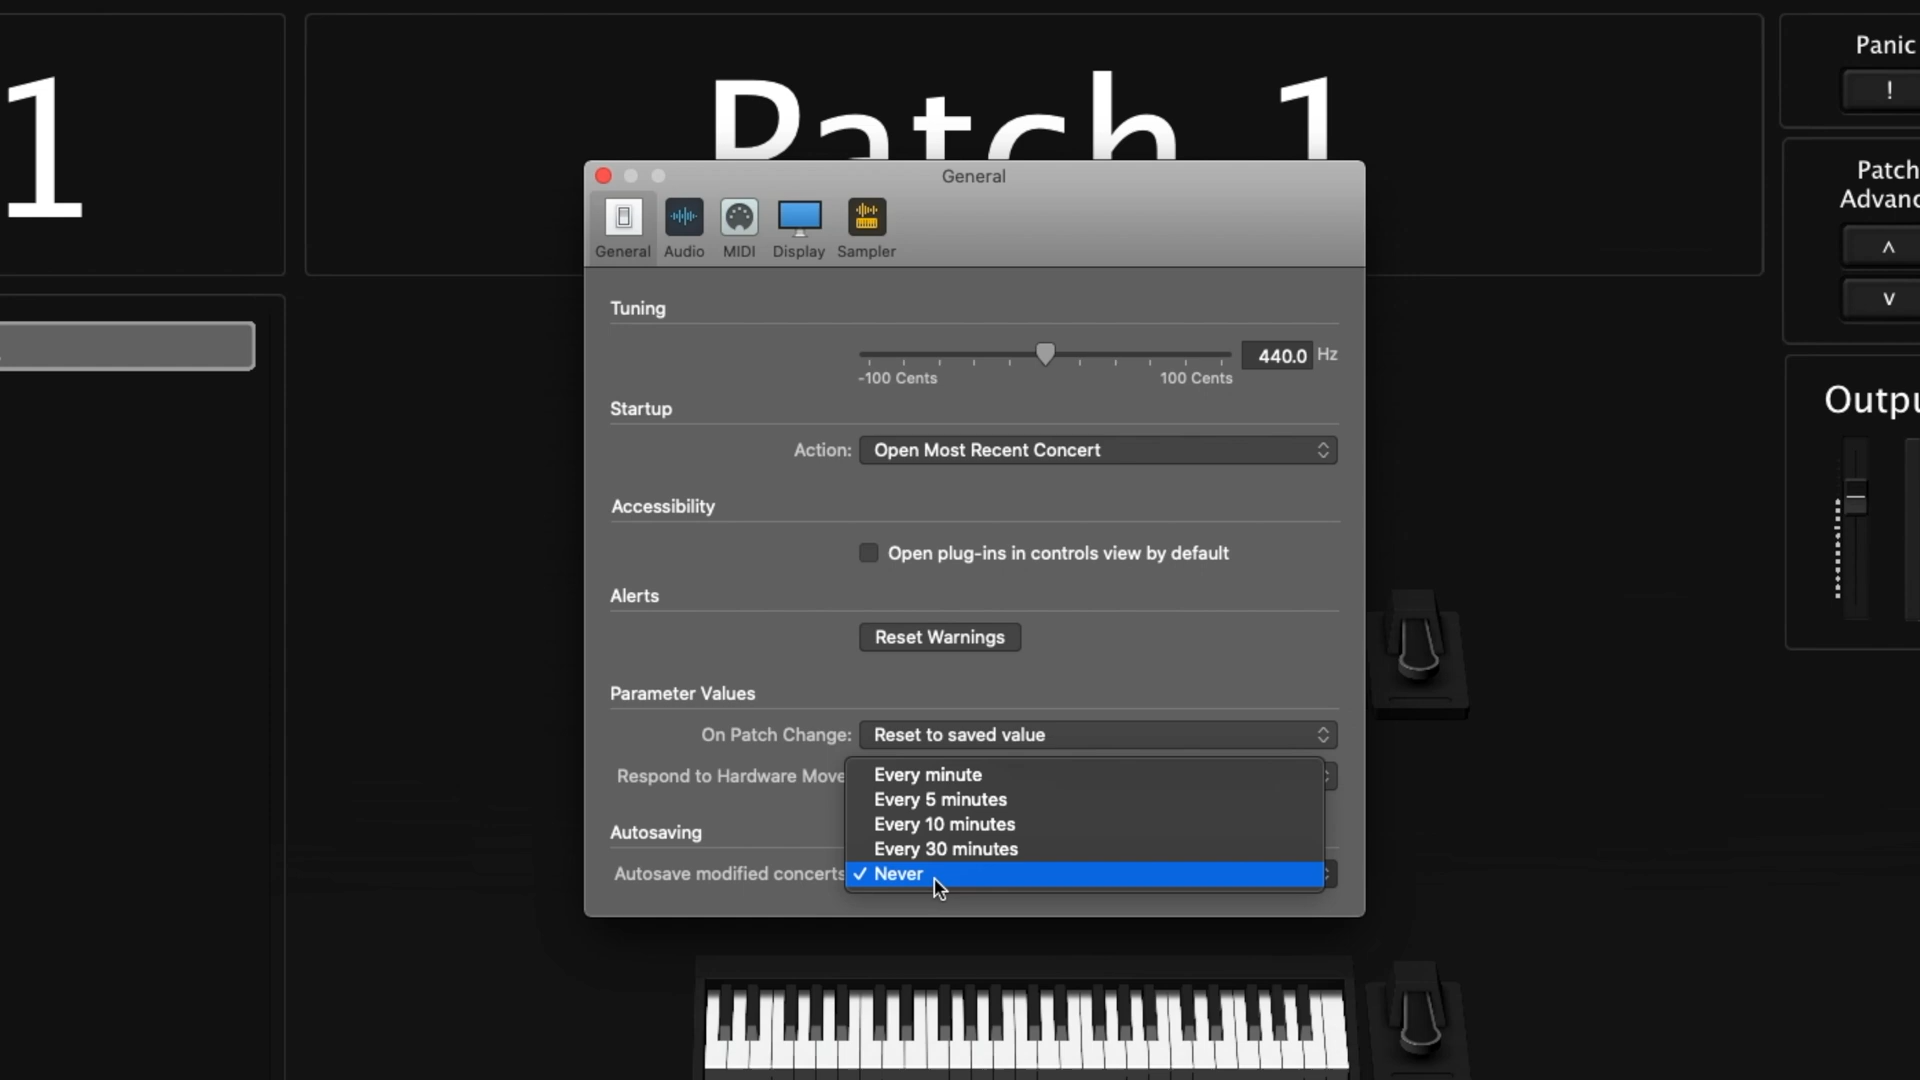 1
Patch 1
Panic
!
Patch
^
v
General
General
Audio
MIDI
Display
Sampler
Tuning
440.0 Hz
-100 Cents
100 Cents
Startup
Action: Open Most Recent Concert
Accessibility
Open plug-ins in controls view by default
Alerts
Reset Warnings
Parameter Values
On Patch Change: Reset to saved value
Respond to Hardware Move
Every minute
Every 5 minutes
Every 10 minutes
Every 30 minutes
Autosaving
Autosave modified concerts
✓ Never